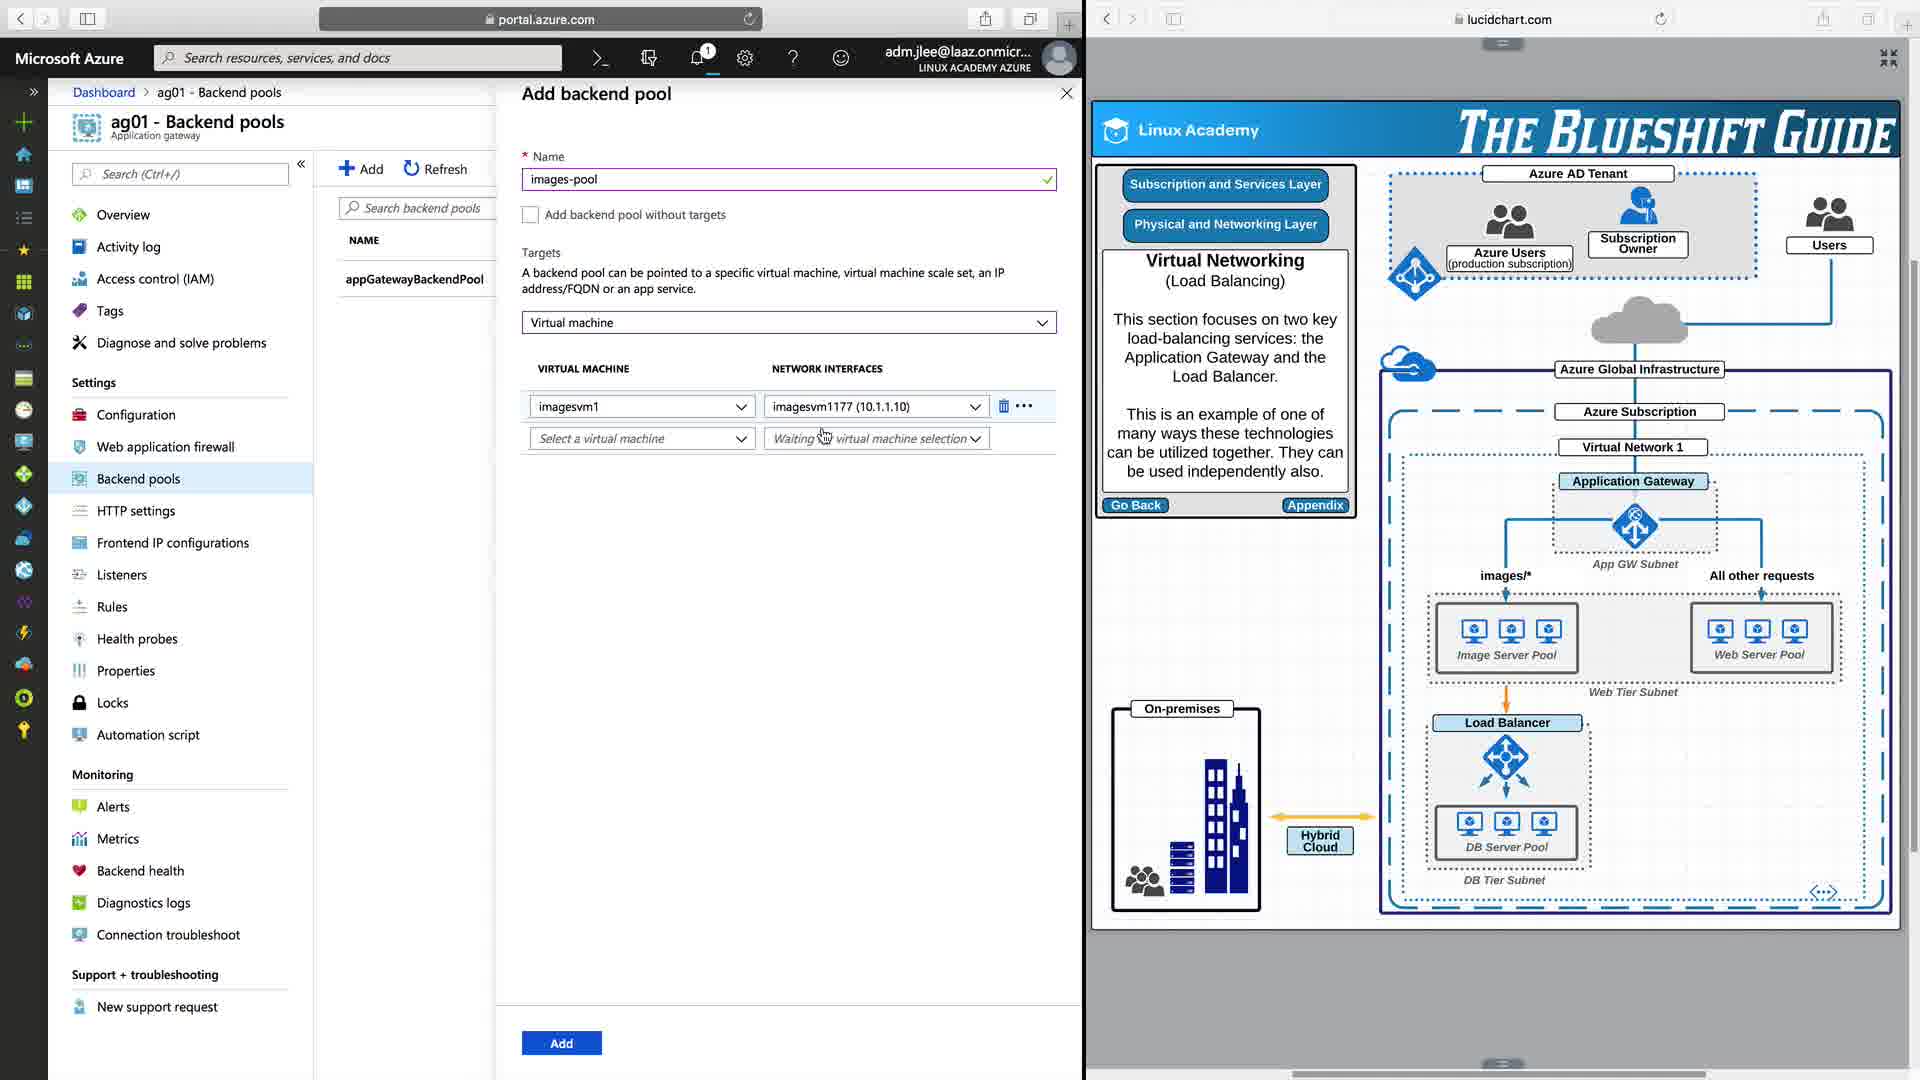 portal.azure.com
lucidchart.com
Microsoft Azure
Search resources, services, and docs
1
adm.jlee@laaz.onmicr...
LINUX ACADEMY AZURE
Dashboard > ag01 - Backend pools
ag01 - Backend pools
Application gateway
Search (Ctrl+/)
Overview
Activity log
Access control (IAM)
Tags
Diagnose and solve problems
Settings
Configuration
Web application firewall
Backend pools
HTTP settings
Frontend IP configurations
Listeners
Rules
Health probes
Properties
Locks
Automation script
Monitoring
Alerts
Metrics
Backend health
Diagnostics logs
Connection troubleshoot
Support + troubleshooting
New support request
Add
Refresh
Search backend pools
NAME
appGatewayBackendPool
Add backend pool
* Name
images-pool
Add backend pool without targets
Targets
A backend pool can be pointed to a specific virtual machine, virtual machine scale set, an IP
address/FQDN or an app service.
Virtual machine
VIRTUAL MACHINE NETWORK INTERFACES
imagesvm1 imagesvm1177 (10.1.1.10)
Select a virtual machine Waiting virtual machine selection
Add
Linux Academy
THE BLUESHIFT GUIDE
Subscription and Services Layer
Physical and Networking Layer
Virtual Networking
(Load Balancing)
This section focuses on two key
load-balancing services: the
Application Gateway and the
Load Balancer.
This is an example of one of
many ways these technologies
can be utilized together. They can
be used independently also.
Go Back
Appendix
Azure AD Tenant
Azure Users
(production subscription)
Subscription
Owner
Users
Azure Global Infrastructure
Azure Subscription
Virtual Network 1
Application Gateway
App GW Subnet
images/*
All other requests
Image Server Pool
Web Server Pool
Web Tier Subnet
Load Balancer
DB Server Pool
DB Tier Subnet
On-premises
Hybrid
Cloud